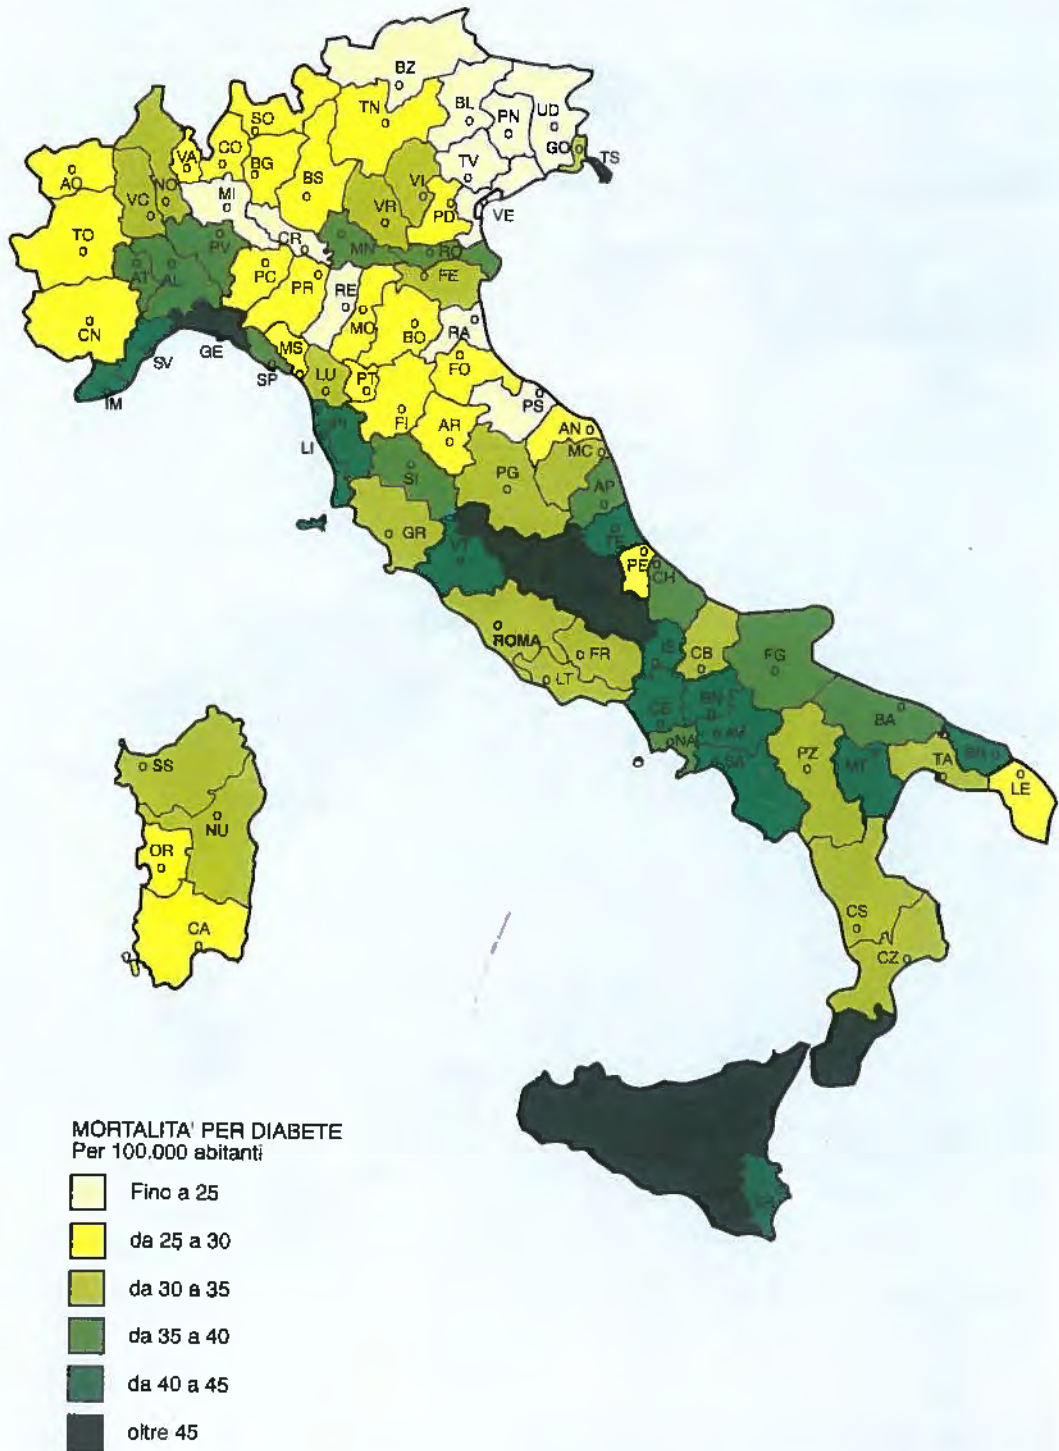 BZ
TN
BL
PN
UD
SO
GO
TS
VA
CO
BG
TV
AO
BS
VI
NO
MI
VC
VR
PD
VE
TO
PV
CR
MN
RO
AT
AL
PC
PR
RE
FE
CN
MO
BO
RA
SV
GE
MS
SP
LU
PT
FO
IM
FI
AR
PS
AN
LI
PI
MC
SI
PG
AP
GR
VT
TE
PE
CH
ROMA
FR
IS
CB
FG
LT
CE
BN
BA
NA
AV
SA
PZ
MT
TA
BR
LE
SS
NU
OR
CA
CS
CZ
MORTALITA' PER DIABETE
Per 100.000 abitanti
Fino a 25
da 25 a 30
da 30 a 35
da 35 a 40
da 40 a 45
oltre 45